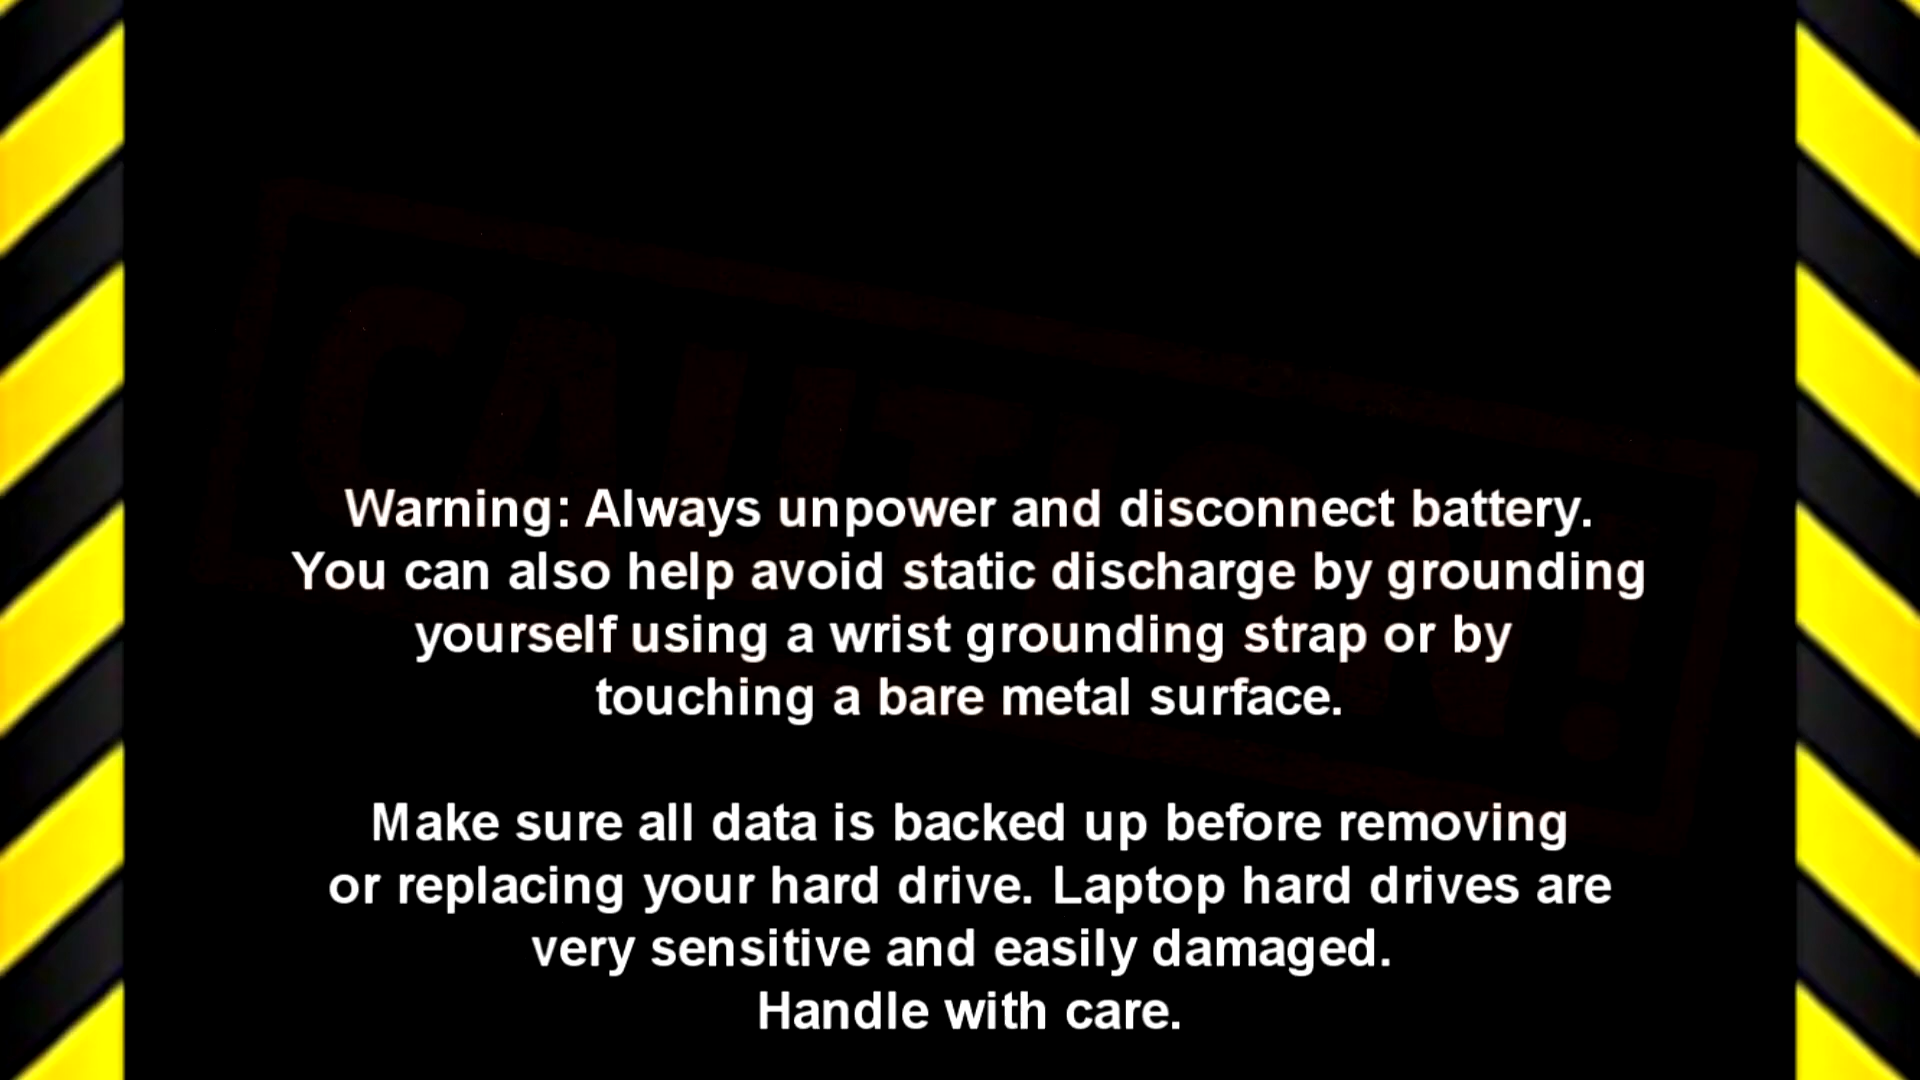 CAUTION!
Warning: Always unpower and disconnect battery.
You can also help avoid static discharge by grounding
yourself using a wrist grounding strap or by
touching a bare metal surface.
Make sure all data is backed up before removing
or replacing your hard drive. Laptop hard drives are
very sensitive and easily damaged.
Handle with care.